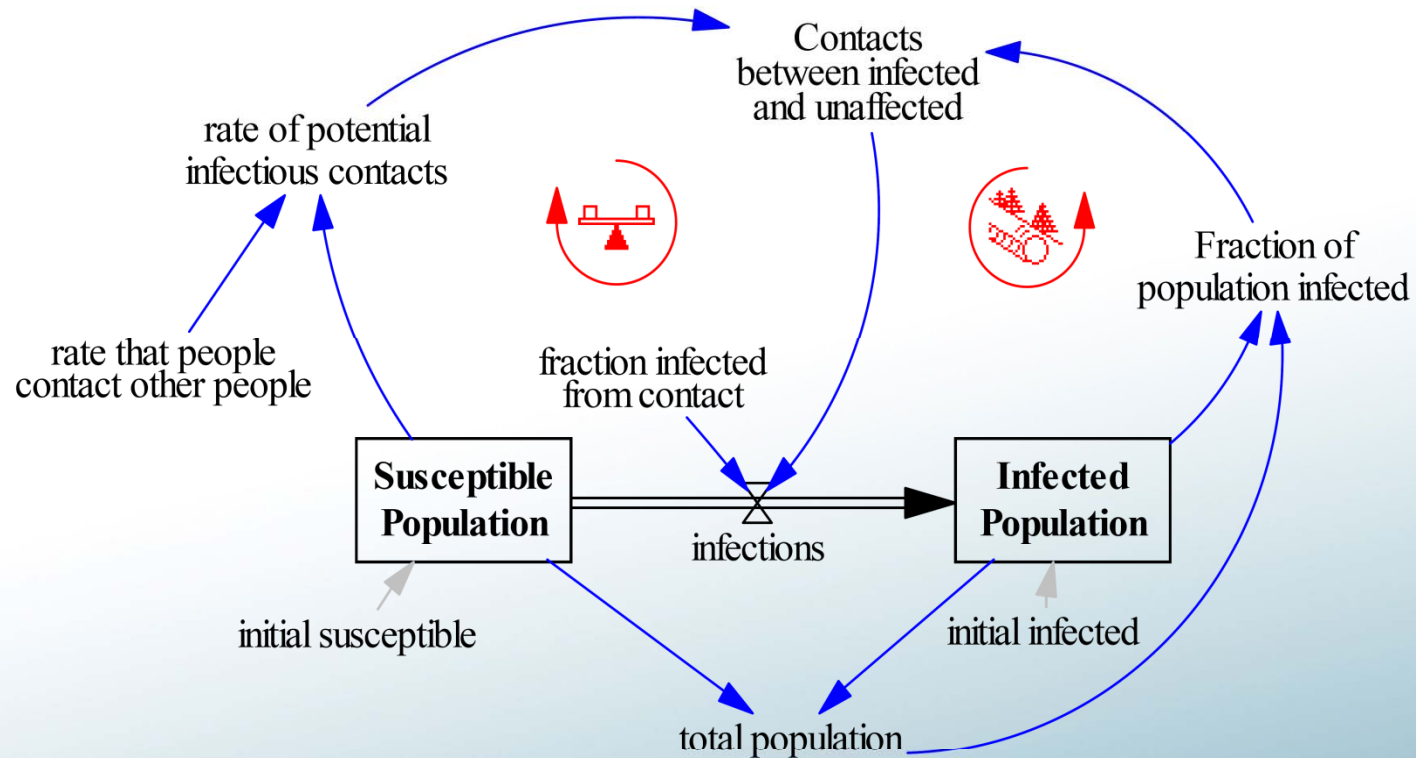 Contacts
between infected
and unaffected
rate of potential
infectious contacts
Fraction of
population infected
rate that people
contact other people
fraction infected
from contact
Susceptible
Population
Infected
Population
infections
initial susceptible
initial infected
total population